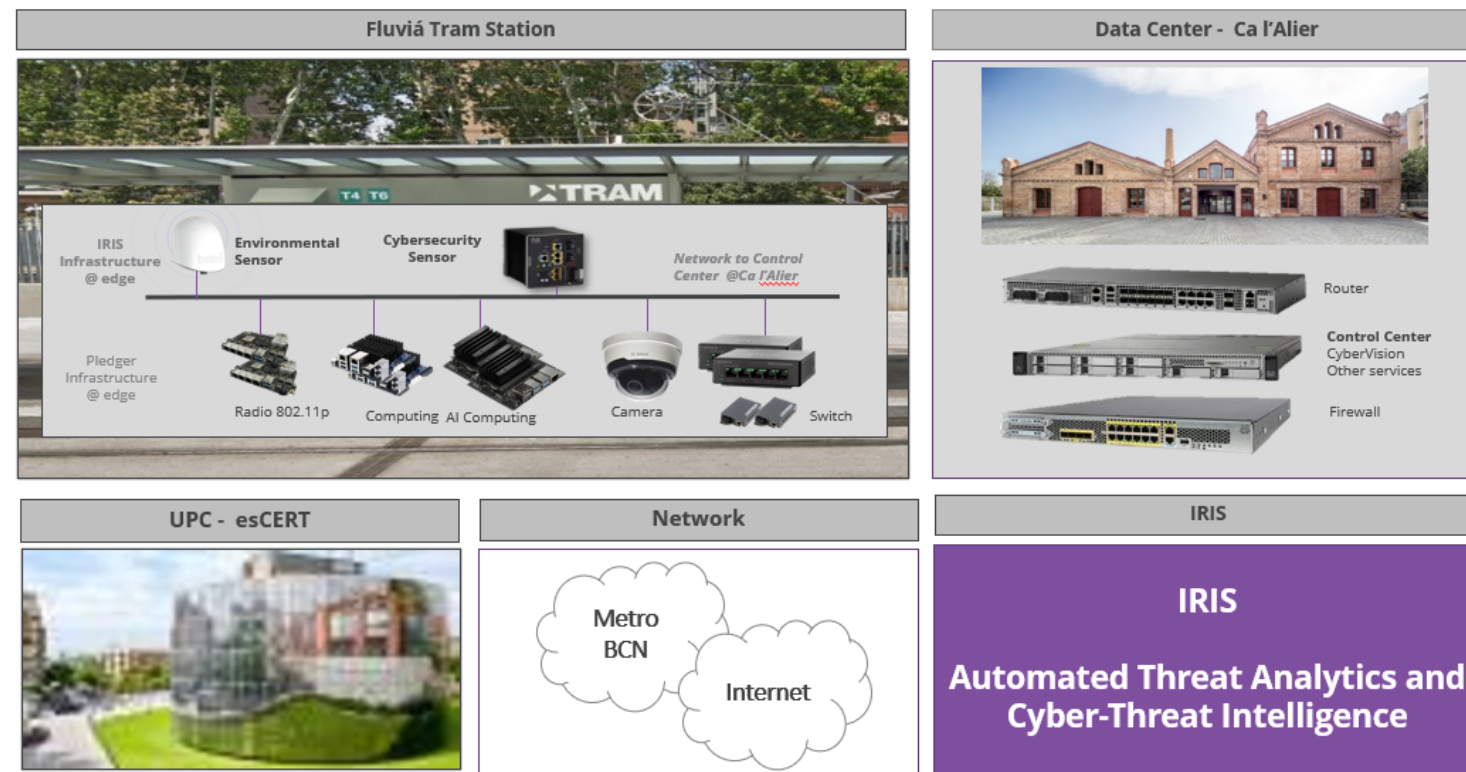 Fluviá Tram Station
Data Center - Ca l’Alier
T4 T6
TRAM
IRIS
Infrastructure
@ edge
Environmental
Sensor
Cybersecurity
Sensor
Network to Control
Center @Ca l’Alier
Pledger
Infrastructure
@ edge
Radio 802.11p
Computing
AI Computing
Camera
Switch
Router
Control Center
CyberVision
Other services
Firewall
UPC - esCERT
Network
IRIS
Metro
BCN
Internet
IRIS
Automated Threat Analytics and
Cyber-Threat Intelligence